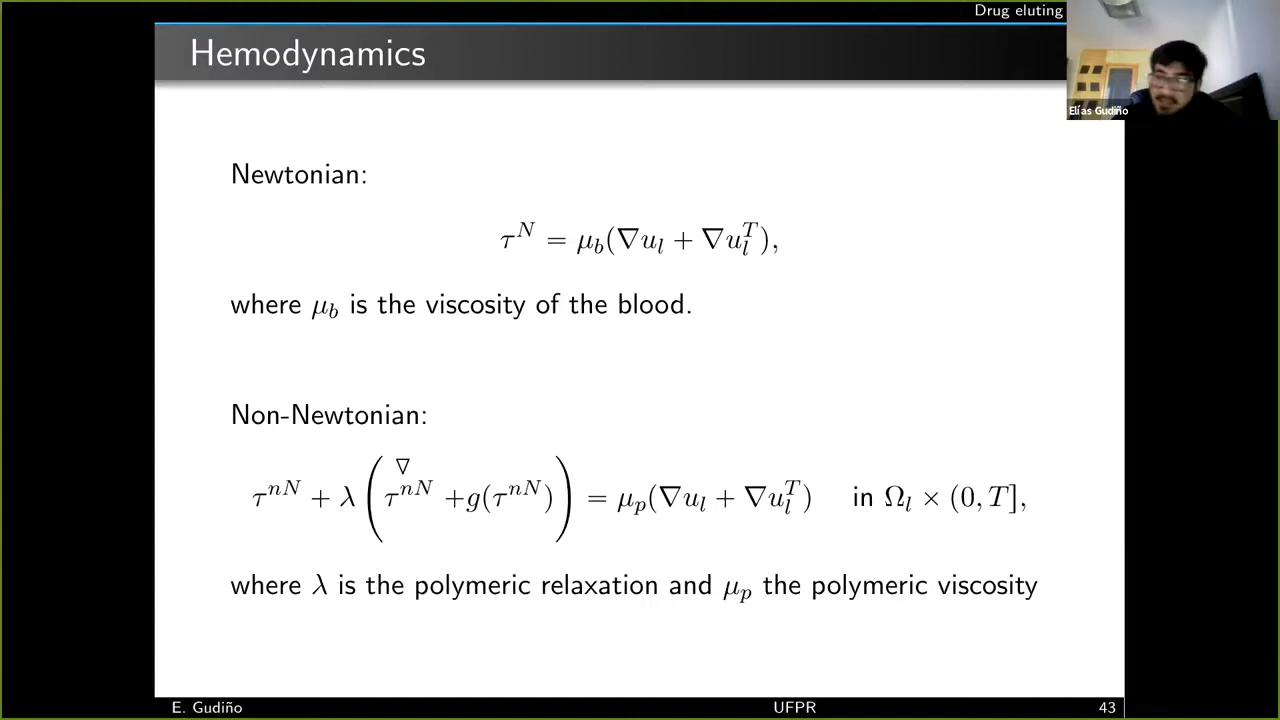 Drug eluting
Hemodynamics
Elías Gudiño
Newtonian:
τ^N = μ_b(∇u_l + ∇u_l^T),
where μ_b is the viscosity of the blood.
Non-Newtonian:
τ^{nN} + λ ( \overset{∇}{τ^{nN}} + g(τ^{nN}) ) = μ_p(∇u_l + ∇u_l^T) in Ω_l × (0, T],
where λ is the polymeric relaxation and μ_p the polymeric viscosity
E. Gudiño UFPR 43